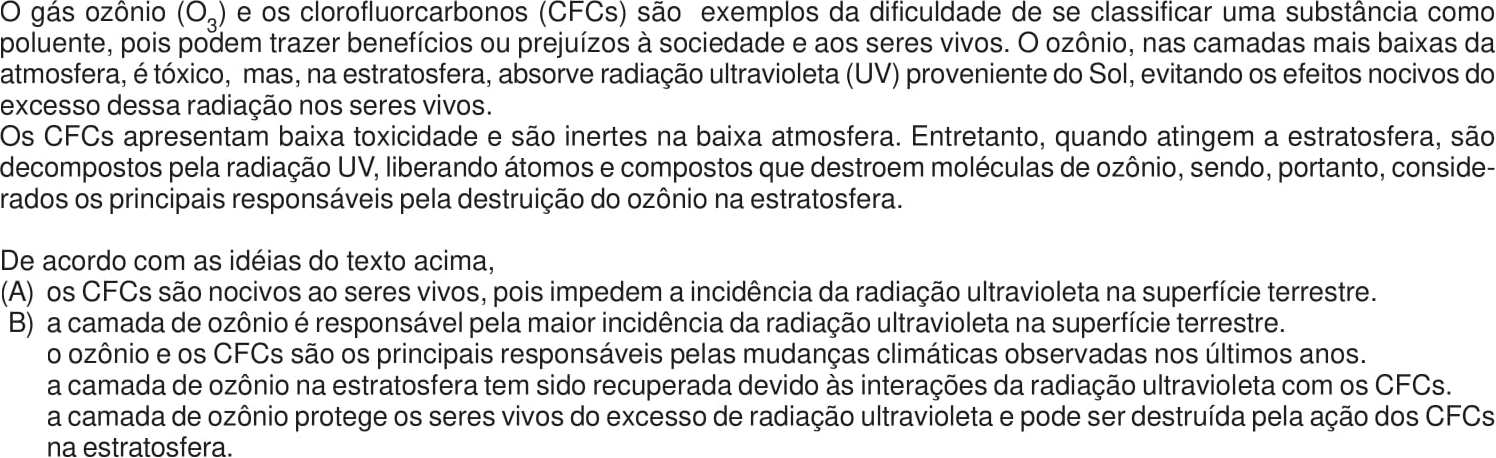 O gás ozônio (O3) e os clorofluorcarbonos (CFCs) são exemplos da dificuldade de se classificar uma substância como
poluente, pois podem trazer benefícios ou prejuízos à sociedade e aos seres vivos. O ozônio, nas camadas mais baixas da
atmosfera, é tóxico, mas, na estratosfera, absorve radiação ultravioleta (UV) proveniente do Sol, evitando os efeitos nocivos do
excesso dessa radiação nos seres vivos.
Os CFCs apresentam baixa toxicidade e são inertes na baixa atmosfera. Entretanto, quando atingem a estratosfera, são
decompostos pela radiação UV, liberando átomos e compostos que destroem moléculas de ozônio, sendo, portanto, conside-
rados os principais responsáveis pela destruição do ozônio na estratosfera.
De acordo com as idéias do texto acima,
(A) os CFCs são nocivos ao seres vivos, pois impedem a incidência da radiação ultravioleta na superfície terrestre.
B) a camada de ozônio é responsável pela maior incidência da radiação ultravioleta na superfície terrestre.
o ozônio e os CFCs são os principais responsáveis pelas mudanças climáticas observadas nos últimos anos.
a camada de ozônio na estratosfera tem sido recuperada devido às interações da radiação ultravioleta com os CFCs.
a camada de ozônio protege os seres vivos do excesso de radiação ultravioleta e pode ser destruída pela ação dos CFCs
na estratosfera.